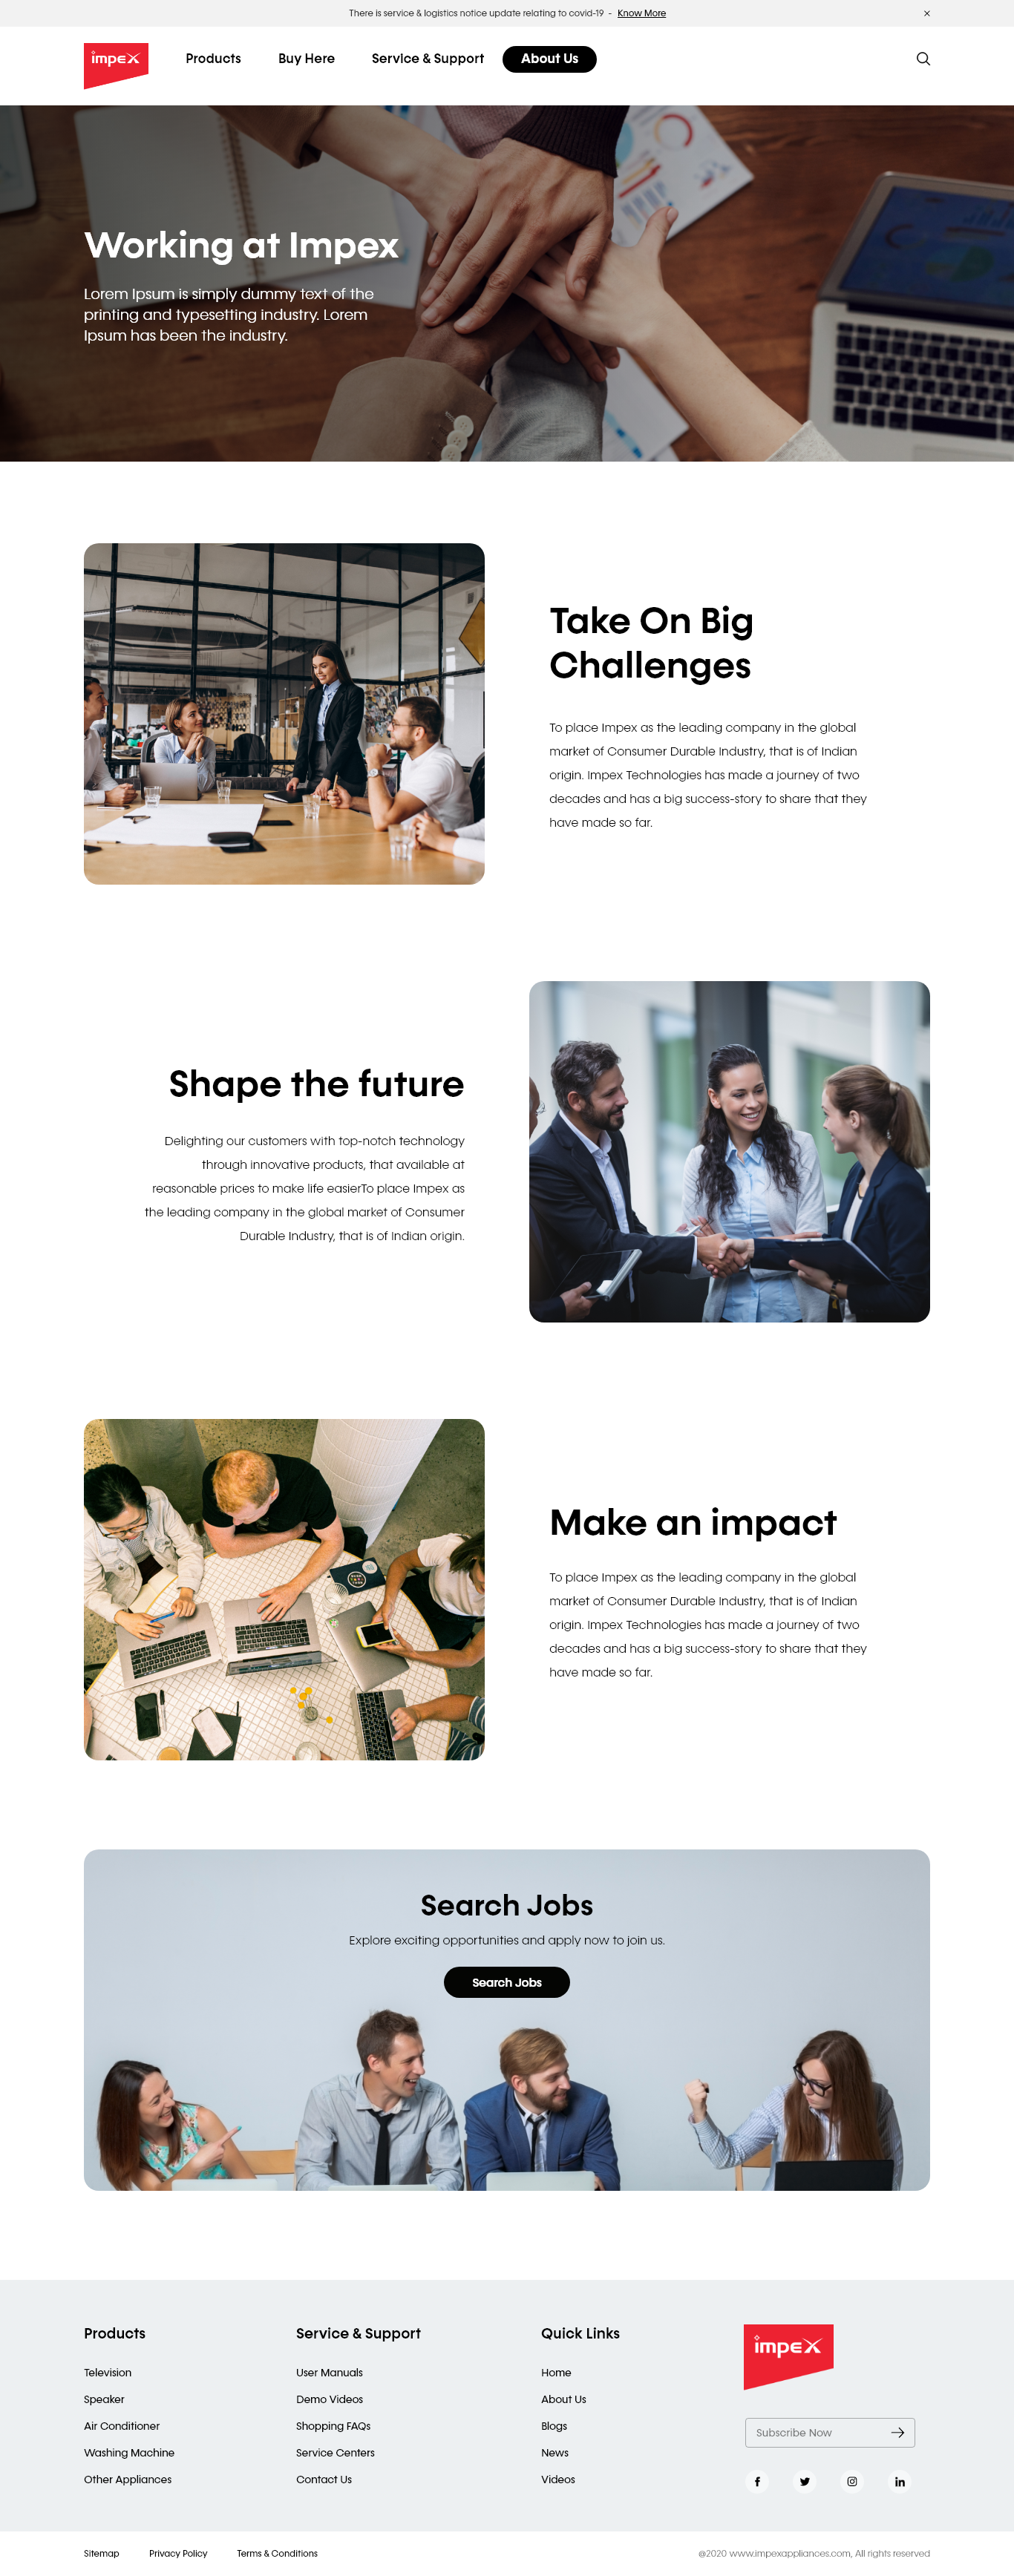 There is service & logistics notice update relating to covid-19 - Know More
impex
Products
Buy Here
Service & Support
About Us
Working at Impex
Lorem Ipsum is simply dummy text of the
printing and typesetting industry. Lorem
Ipsum has been the industry.
Take On Big
Challenges
To place Impex as the leading company in the global
market of Consumer Durable Industry, that is of Indian
origin. Impex Technologies has made a journey of two
decades and has a big success-story to share that they
have made so far.
Shape the future
Delighting our customers with top-notch technology
through innovative products, that available at
reasonable prices to make life easierTo place Impex as
the leading company in the global market of Consumer
Durable Industry, that is of Indian origin.
Make an impact
To place Impex as the leading company in the global
market of Consumer Durable Industry, that is of Indian
origin. Impex Technologies has made a journey of two
decades and has a big success-story to share that they
have made so far.
Search Jobs
Explore exciting opportunities and apply now to join us.
Search Jobs
Products
Television
Speaker
Air Conditioner
Washing Machine
Other Appliances
Service & Support
User Manuals
Demo Videos
Shopping FAQs
Service Centers
Contact Us
Quick Links
Home
About Us
Blogs
News
Videos
impex
Subscribe Now
Sitemap
Privacy Policy
Terms & Conditions
@2020 www.impexappliances.com, All rights reserved